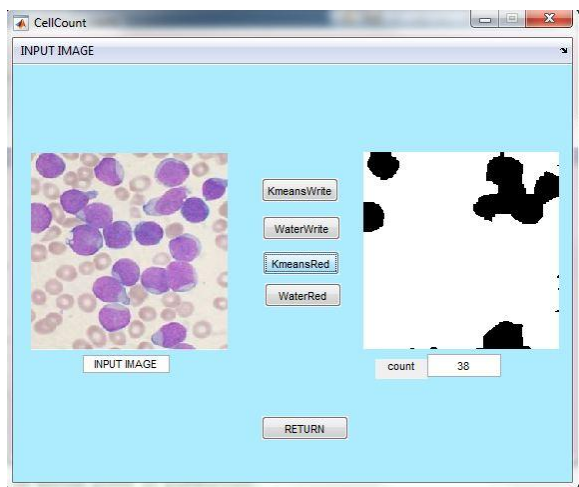 CellCount
INPUT IMAGE
KmeansWrite
WaterWrite
KmeansRed
WaterRed
INPUT IMAGE
count 38
RETURN